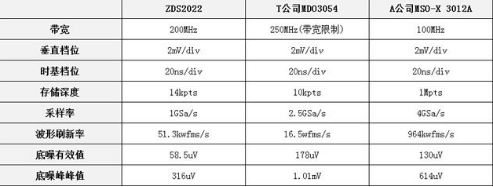 ZDS2022 T公司MDO3054 A公司MSO-X 3012A
带宽 200MHz 250MHz(带宽限制) 100MHz
垂直档位 2mV/div 2mV/div 2mV/div
时基档位 20ns/div 20ns/div 20ns/div
存储深度 14kpts 10kpts 1Mpts
采样率 1GSa/s 2.5GSa/s 4GSa/s
波形刷新率 51.3kwfms/s 16.5wfms/s 964kwfms/s
底噪有效值 58.5uV 178uV 130uV
底噪峰峰值 316uV 1.01mV 614uV